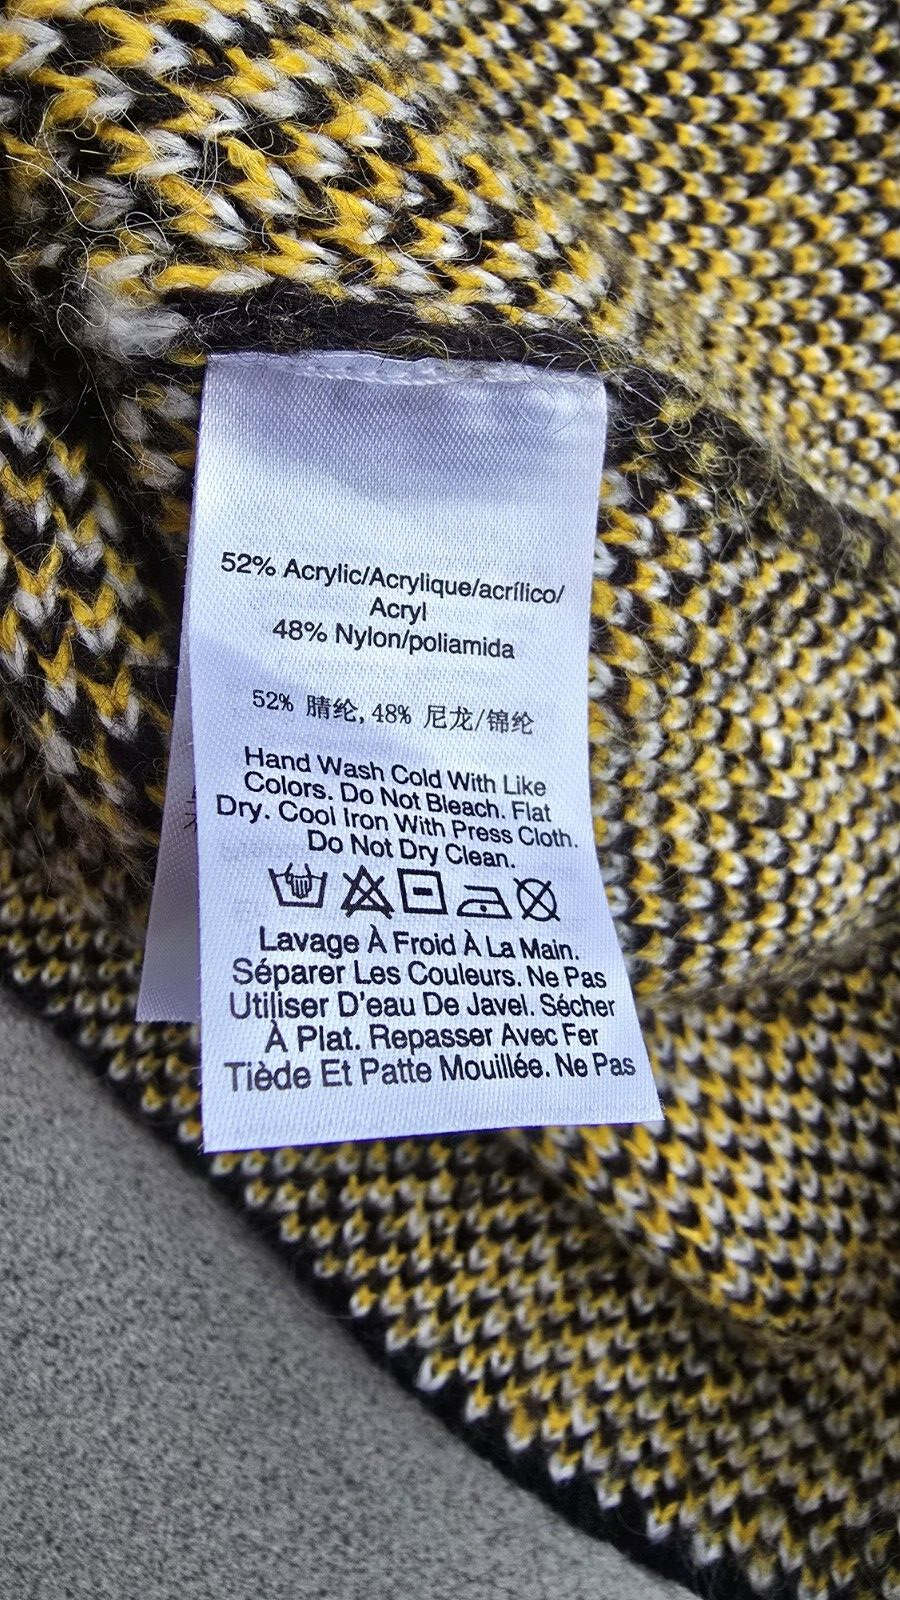 52% Acrylic/Acrylique/acrílico/
Acryl
48% Nylon/poliamida
52% 腈纶,48% 尼龙/锦纶
Hand Wash Cold With Like
Colors. Do Not Bleach. Flat
Dry. Cool Iron With Press Cloth.
Do Not Dry Clean.
Lavage À Froid À La Main.
Séparer Les Couleurs. Ne Pas
Utiliser D'eau De Javel. Sécher
À Plat. Repasser Avec Fer
Tiède Et Patte Mouillée. Ne Pas